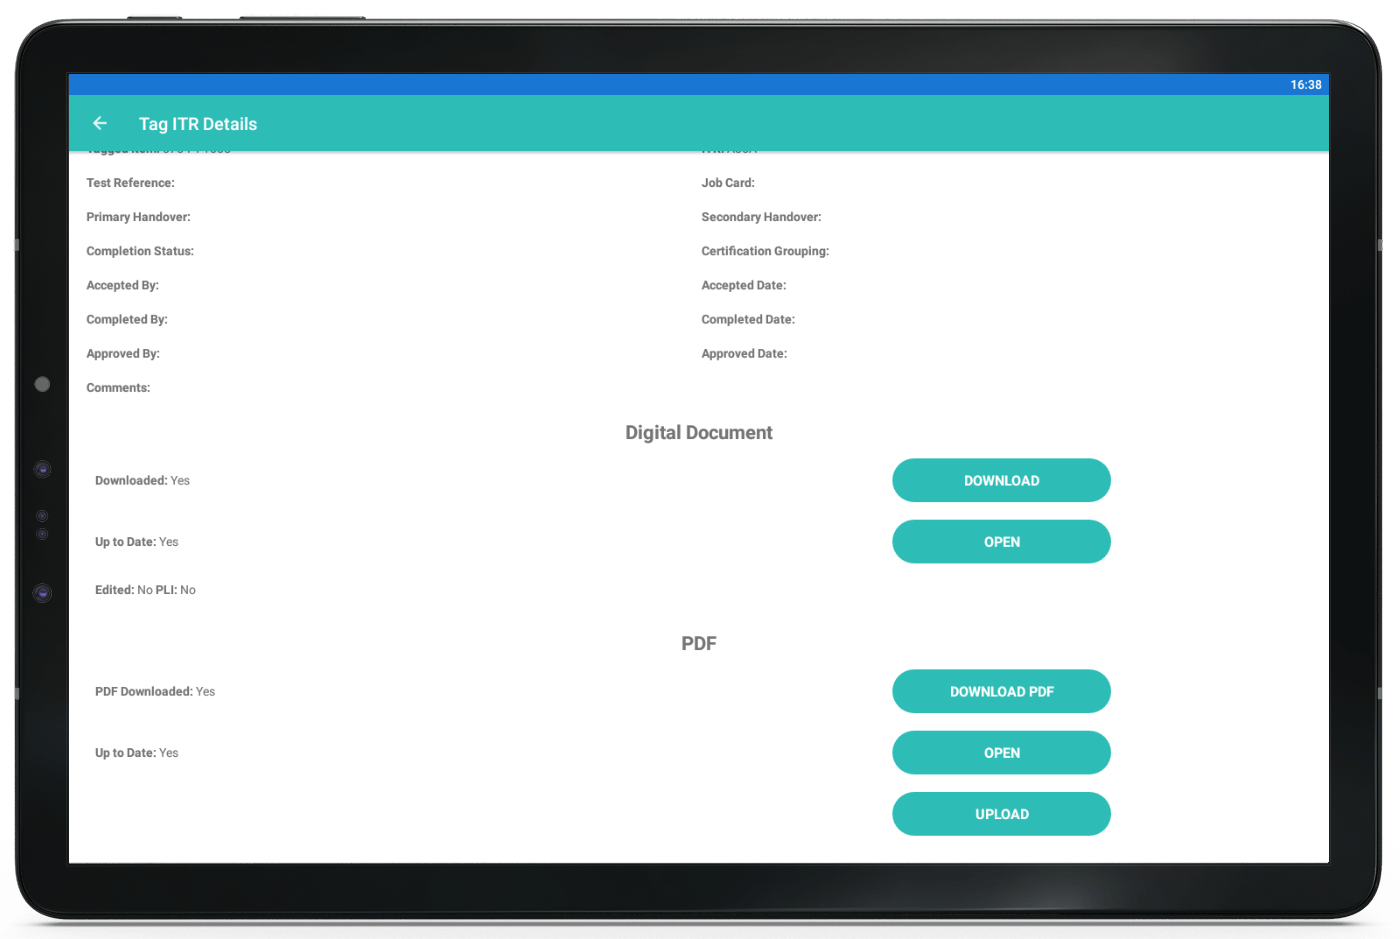 16:38
Tag ITR Details
Test Reference:
Job Card:
Primary Handover:
Secondary Handover:
Completion Status:
Certification Grouping:
Accepted By:
Accepted Date:
Completed By:
Completed Date:
Approved By:
Approved Date:
Comments:
Digital Document
Downloaded: Yes
DOWNLOAD
Up to Date: Yes
OPEN
Edited: No PLI: No
PDF
PDF Downloaded: Yes
DOWNLOAD PDF
Up to Date: Yes
OPEN
UPLOAD